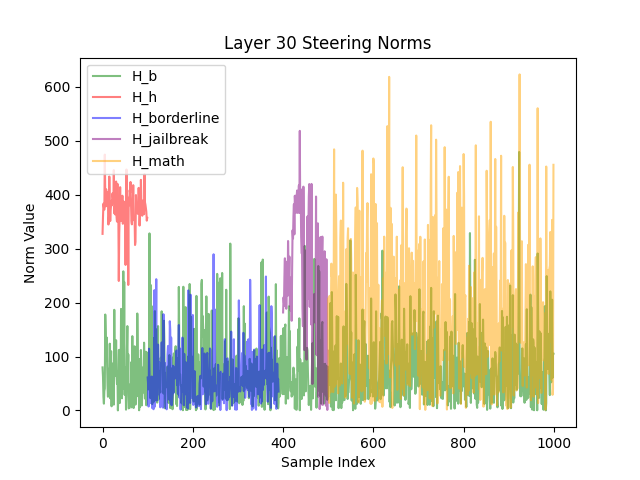 Layer 30 Steering Norms
H_b
H_h
H_borderline
H_jailbreak
H_math
Norm Value
600
500
400
300
200
100
0
0
200
400
600
800
1000
Sample Index